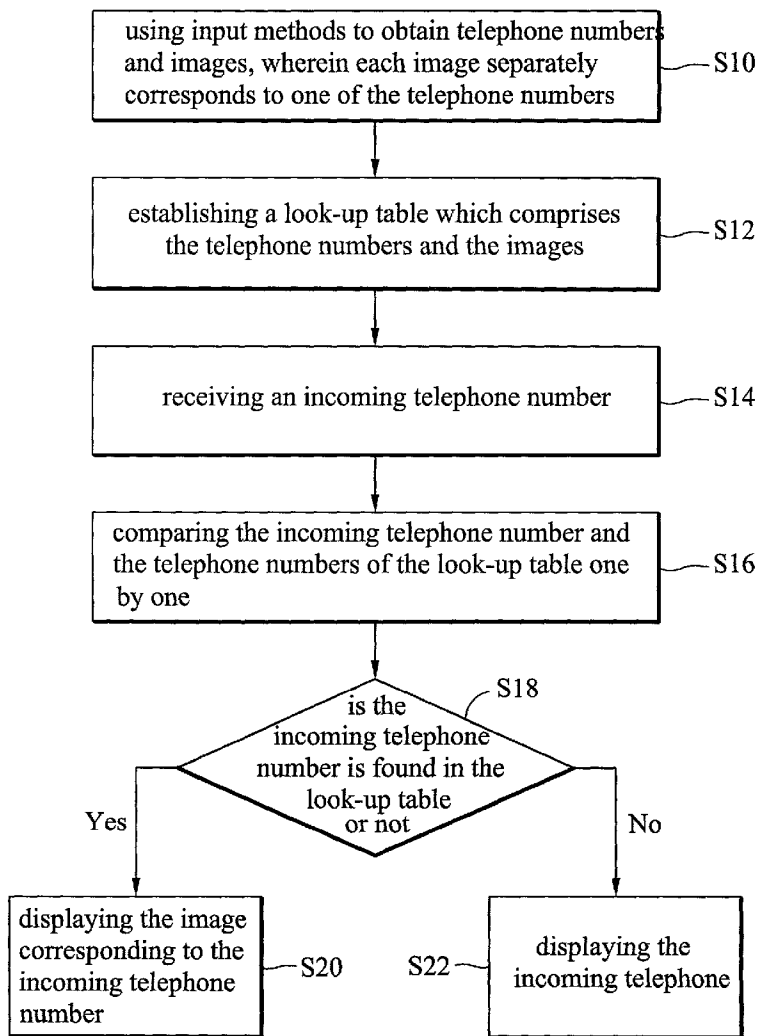 using input methods to obtain telephone numbers
and images, wherein each image separately
corresponds to one of the telephone numbers
S10
establishing a look-up table which comprises
the telephone numbers and the images
S12
receiving an incoming telephone number
S14
comparing the incoming telephone number and
the telephone numbers of the look-up table one
by one
S16
S18
is the
incoming telephone
number is found in the
look-up table
or not
Yes
No
displaying the image
corresponding to the
incoming telephone
number
S20
S22
displaying the
incoming telephone